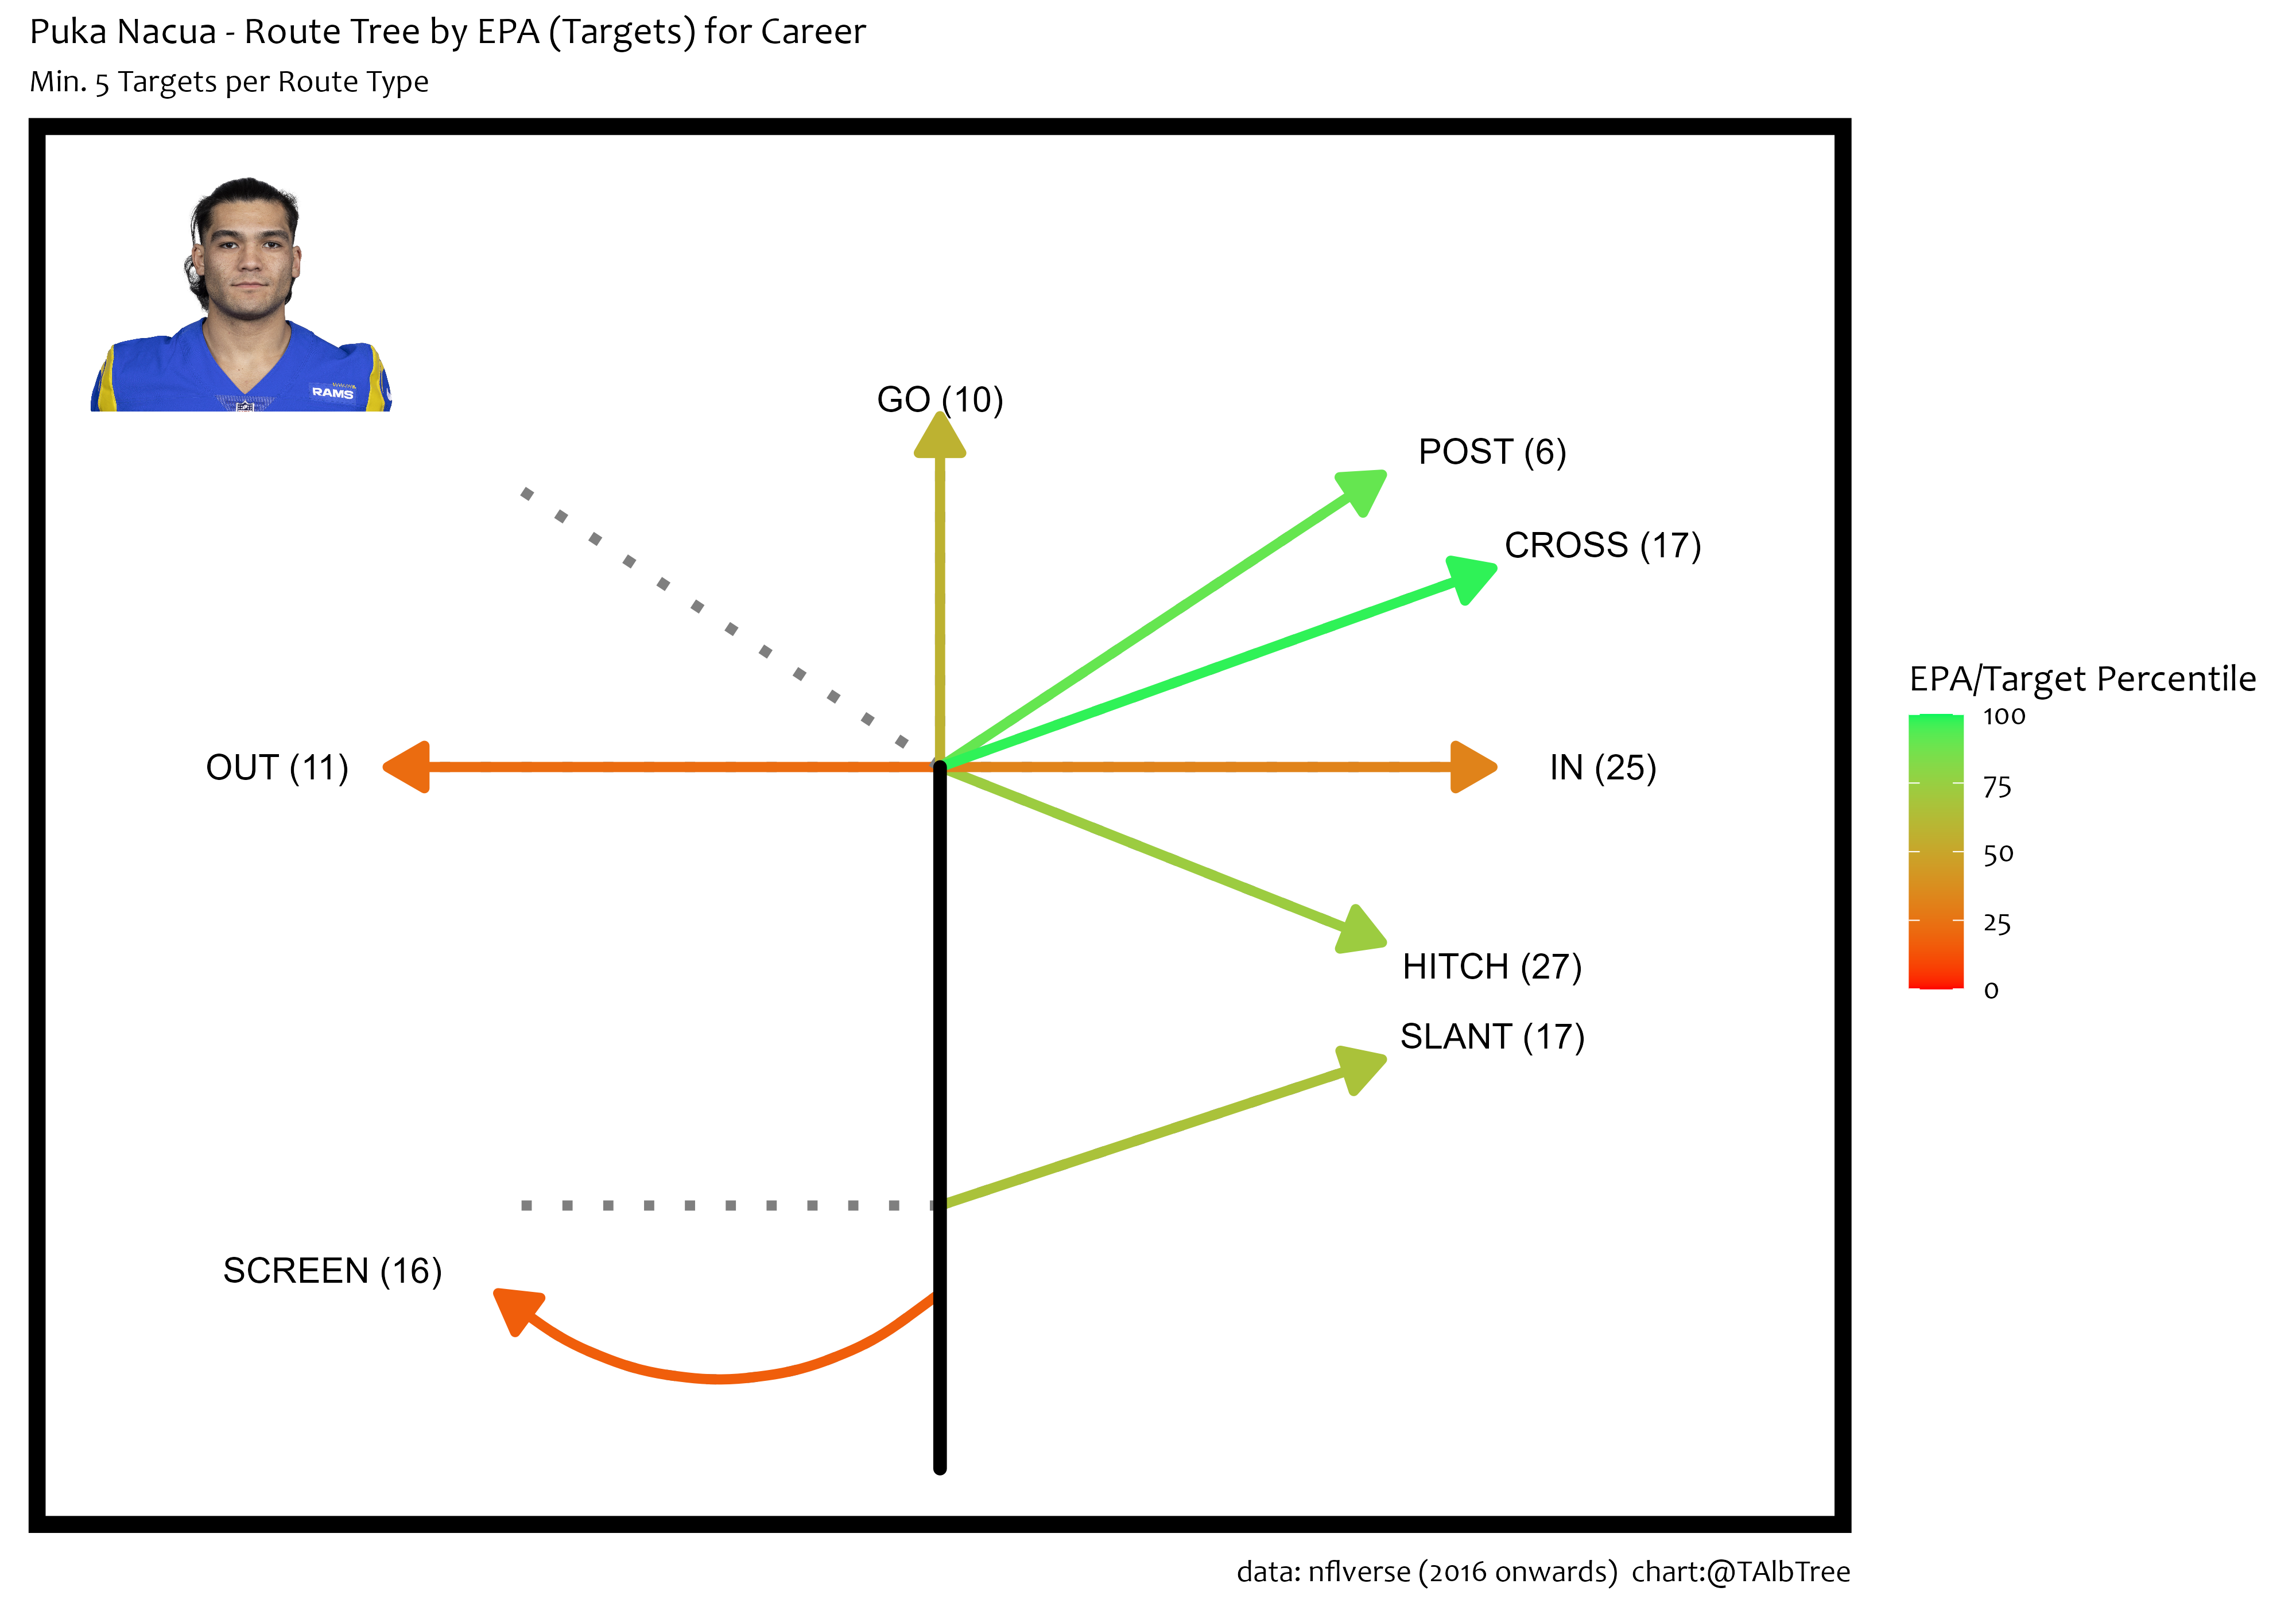 Puka Nacua - Route Tree by EPA (Targets) for Career
Min. 5 Targets per Route Type
RAMS
GO (10)
POST (6)
CROSS (17)
OUT (11)
IN (25)
HITCH (27)
SLANT (17)
SCREEN (16)
EPA/Target Percentile
100
75
50
25
0
data: nflverse (2016 onwards)  chart:@TAlbTree